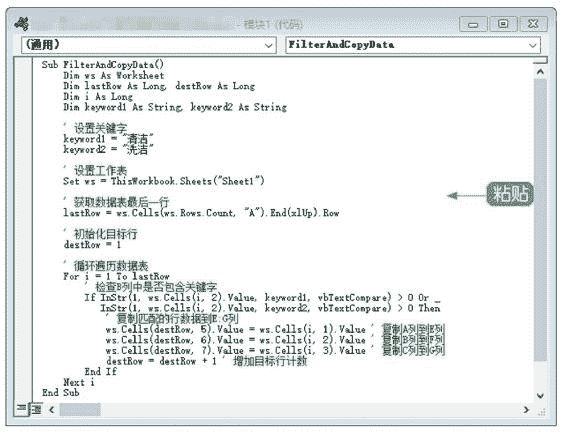 - 模块1 (代码)
(通用)
FilterAndCopyData
Sub FilterAndCopyData()
Dim ws As Worksheet
Dim lastRow As Long, destRow As Long
Dim i As Long
Dim keyword1 As String, keyword2 As String
' 设置关键字
keyword1 = "清洁"
keyword2 = "洗洁"
' 设置工作表
Set ws = ThisWorkbook.Sheets("Sheet1")
' 获取数据表最后一行
lastRow = ws.Cells(ws.Rows.Count, "A").End(xlUp).Row
粘贴
' 初始化目标行
destRow = 1
' 循环遍历数据表
For i = 1 To lastRow
' 检查B列中是否包含关键字
If InStr(1, ws.Cells(i, 2).Value, keyword1, vbTextCompare) > 0 Or _
InStr(1, ws.Cells(i, 2).Value, keyword2, vbTextCompare) > 0 Then
' 复制匹配的行数据到E:G列
ws.Cells(destRow, 5).Value = ws.Cells(i, 1).Value ' 复制A列到E列
ws.Cells(destRow, 6).Value = ws.Cells(i, 2).Value ' 复制B列到F列
ws.Cells(destRow, 7).Value = ws.Cells(i, 3).Value ' 复制C列到G列
destRow = destRow + 1 ' 增加目标行计数
End If
Next i
End Sub